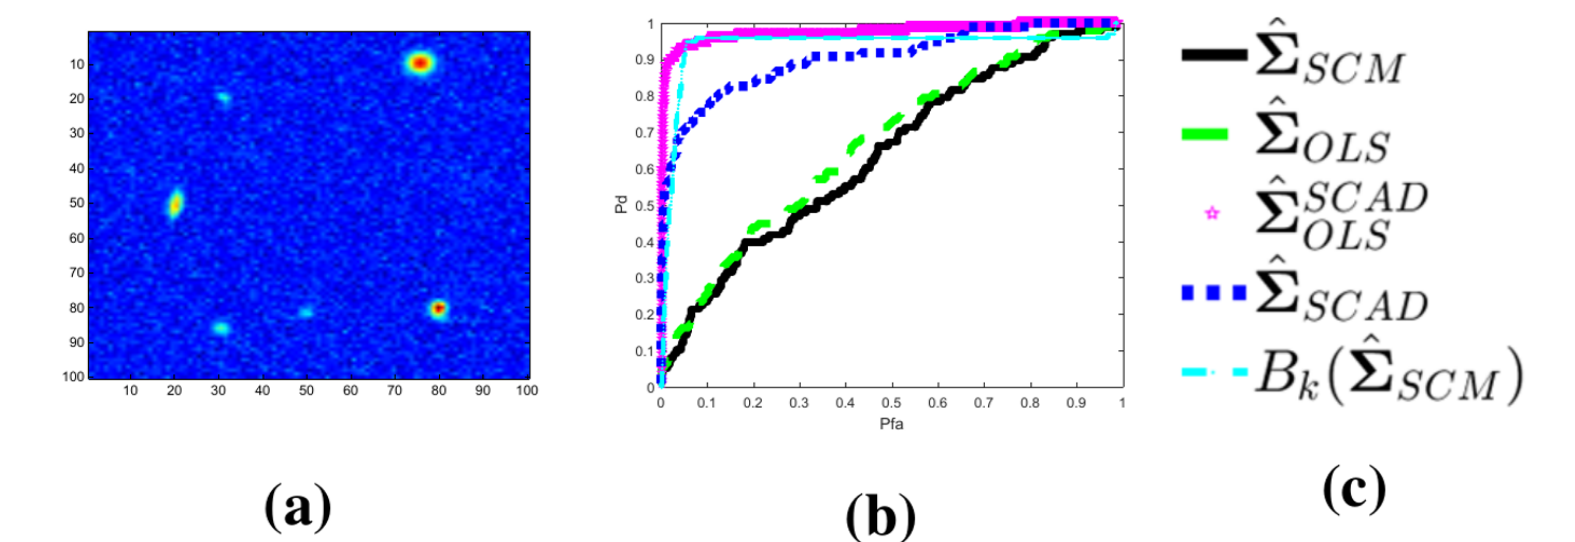 10
20
30
40
50
60
70
80
90
100
10 20 30 40 50 60 70 80 90 100
(a)
1
0.9
0.8
0.7
0.6
0.5
0.4
0.3
0.2
0.1
0
Pd
0 0.1 0.2 0.3 0.4 0.5 0.6 0.7 0.8 0.9 1
Pfa
(b)
Σ̂_SCM
Σ̂_OLS
Σ̂^SCAD_OLS
Σ̂_SCAD
B_k(Σ̂_SCM)
(c)